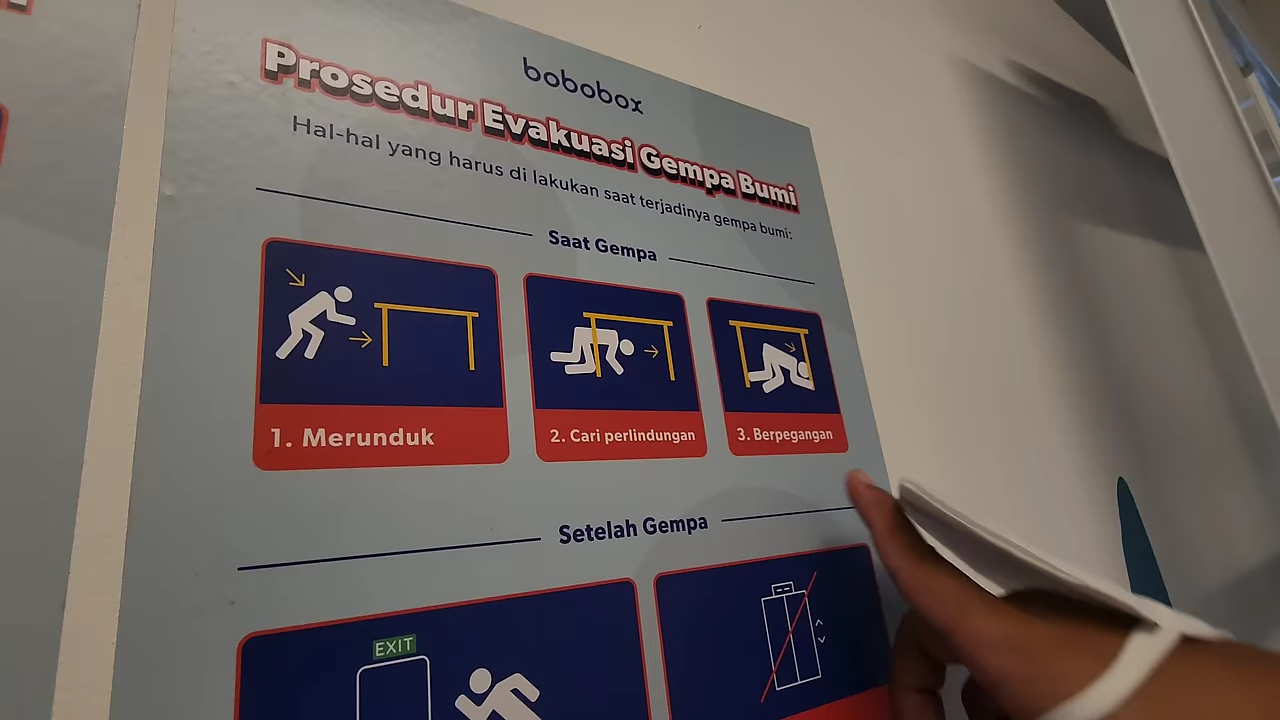 bobobox
Prosedur Evakuasi Gempa Bumi
Hal-hal yang harus di lakukan saat terjadinya gempa bumi:
Saat Gempa
1. Merunduk
2. Cari perlindungan
3. Berpegangan
Setelah Gempa
EXIT